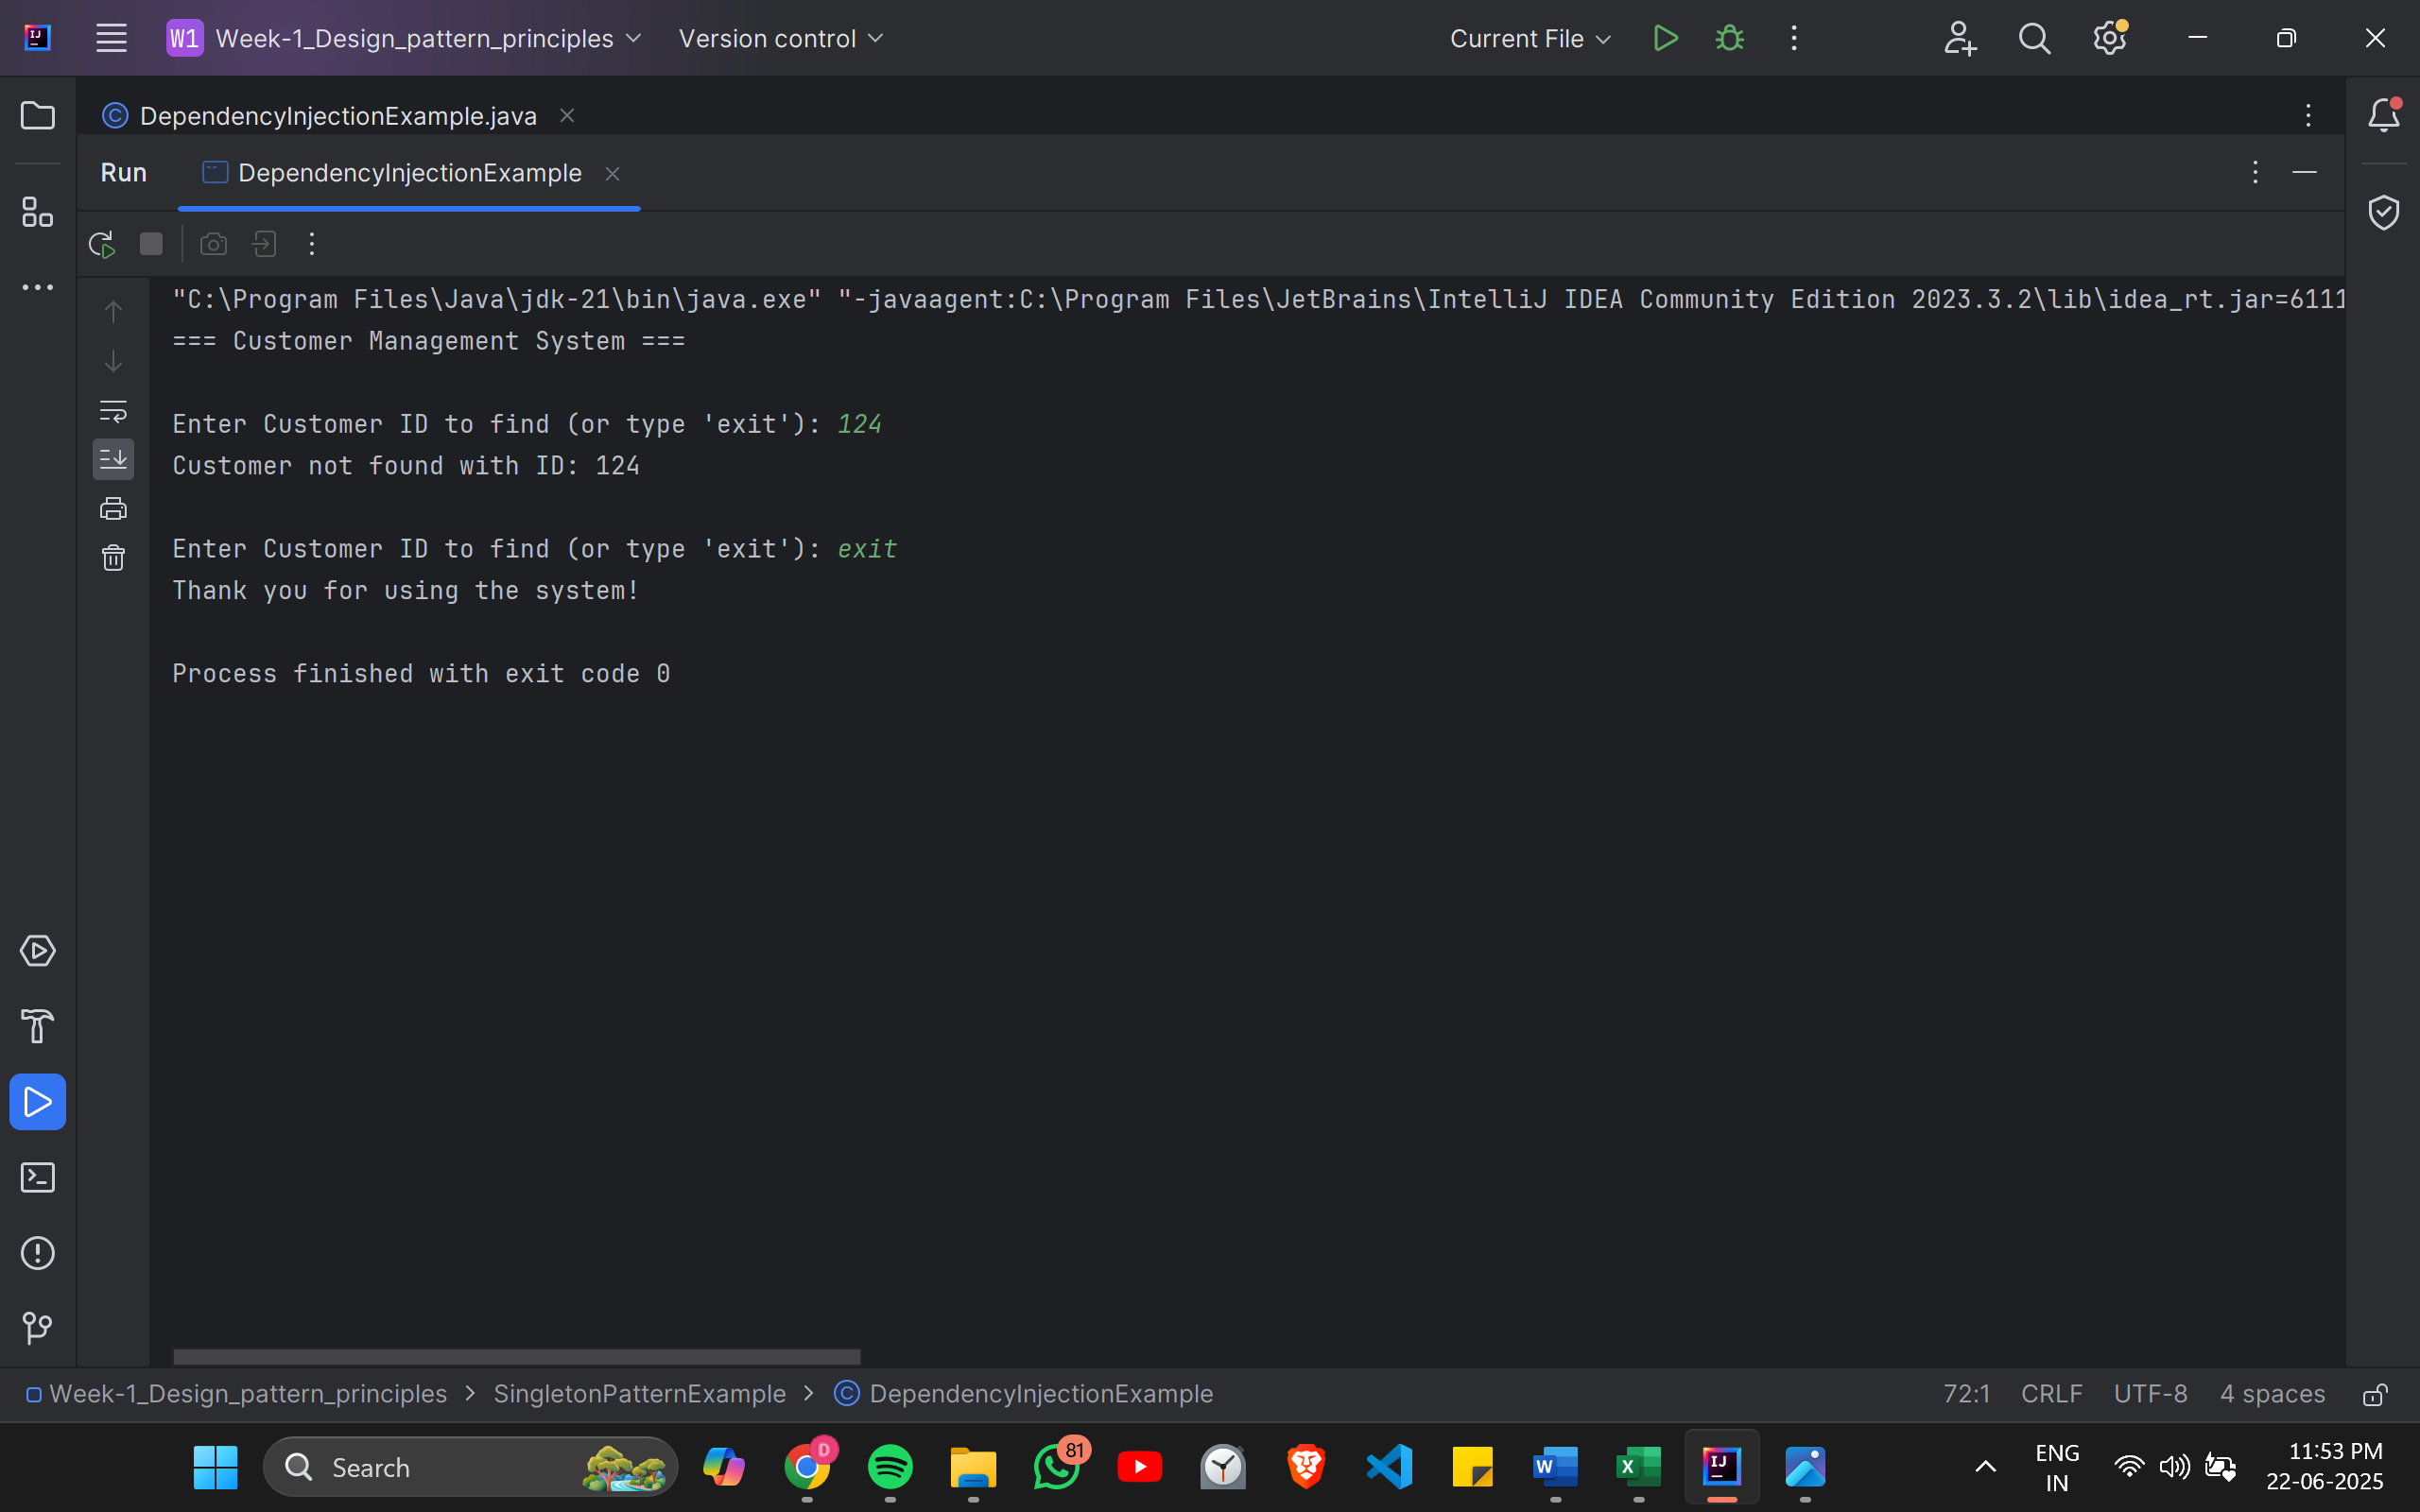 W1 Week-1_Design_pattern_principles Version control Current File
DependencyInjectionExample.java
Run DependencyInjectionExample
"C:\Program Files\Java\jdk-21\bin\java.exe" "-javaagent:C:\Program Files\JetBrains\IntelliJ IDEA Community Edition 2023.3.2\lib\idea_rt.jar=6111
=== Customer Management System ===
Enter Customer ID to find (or type 'exit'): 124
Customer not found with ID: 124
Enter Customer ID to find (or type 'exit'): exit
Thank you for using the system!
Process finished with exit code 0
Week-1_Design_pattern_principles > SingletonPatternExample > DependencyInjectionExample 72:1 CRLF UTF-8 4 spaces
Search D 81 ENG 11:53 PM
IN 22-06-2025